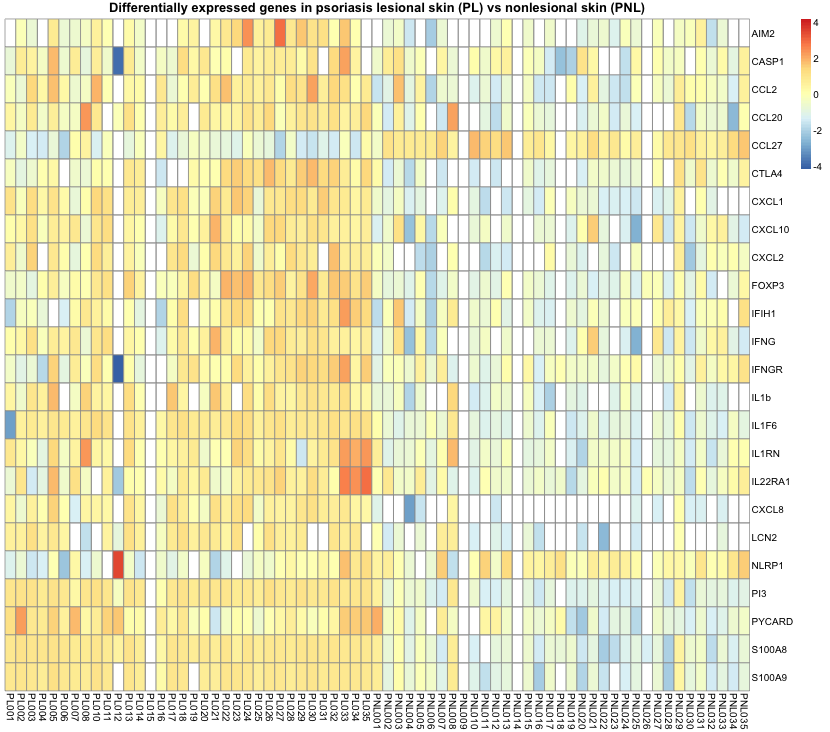 Differentially expressed genes in psoriasis lesional skin (PL) vs nonlesional skin (PNL)
4
2
0
-2
-4
AIM2
CASP1
CCL2
CCL20
CCL27
CTLA4
CXCL1
CXCL10
CXCL2
FOXP3
IFIH1
IFNG
IFNGR
IL1b
IL1F6
IL1RN
IL22RA1
CXCL8
LCN2
NLRP1
PI3
PYCARD
S100A8
S100A9
PL001
PL002
PL003
PL004
PL005
PL006
PL007
PL008
PL010
PL011
PL012
PL013
PL014
PL015
PL016
PL017
PL018
PL019
PL020
PL021
PL022
PL023
PL024
PL025
PL026
PL027
PL028
PL029
PL030
PL031
PL032
PL033
PL034
PL035
PNL001
PNL002
PNL003
PNL004
PNL005
PNL006
PNL007
PNL008
PNL009
PNL010
PNL011
PNL012
PNL013
PNL014
PNL015
PNL016
PNL017
PNL018
PNL019
PNL020
PNL021
PNL022
PNL023
PNL024
PNL025
PNL026
PNL027
PNL028
PNL029
PNL030
PNL031
PNL032
PNL033
PNL034
PNL035